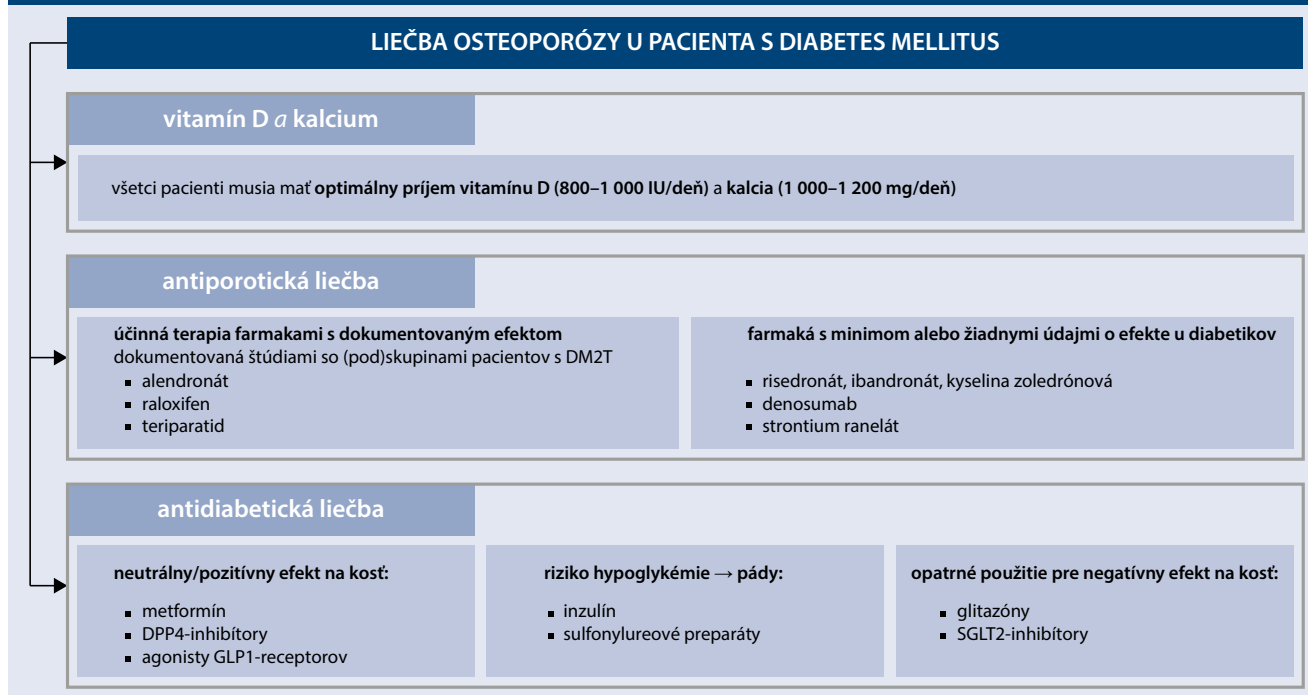 LIEČBA OSTEOPORÓZY U PACIENTA S DIABETES MELLITUS
vitamín D a kalcium
všetci pacienti musia mať optimálny príjem vitamínu D (800–1 000 IU/deň) a kalcia (1 000–1 200 mg/deň)
antiporotická liečba
účinná terapia farmakami s dokumentovaným efektom
dokumentovaná štúdiami so (pod)skupinami pacientov s DM2T
▪ alendronát
▪ raloxifen
▪ teriparatid
farmaká s minimom alebo žiadnymi údajmi o efekte u diabetikov
▪ risedronát, ibandronát, kyselina zoledrónová
▪ denosumab
▪ strontium ranelát
antidiabetická liečba
neutrálny/pozitívny efekt na kosť:
▪ metformín
▪ DPP4-inhibítory
▪ agonisty GLP1-receptorov
riziko hypoglykémie → pády:
▪ inzulín
▪ sulfonylureové preparáty
opatrné použitie pre negatívny efekt na kosť:
▪ glitazóny
▪ SGLT2-inhibítory